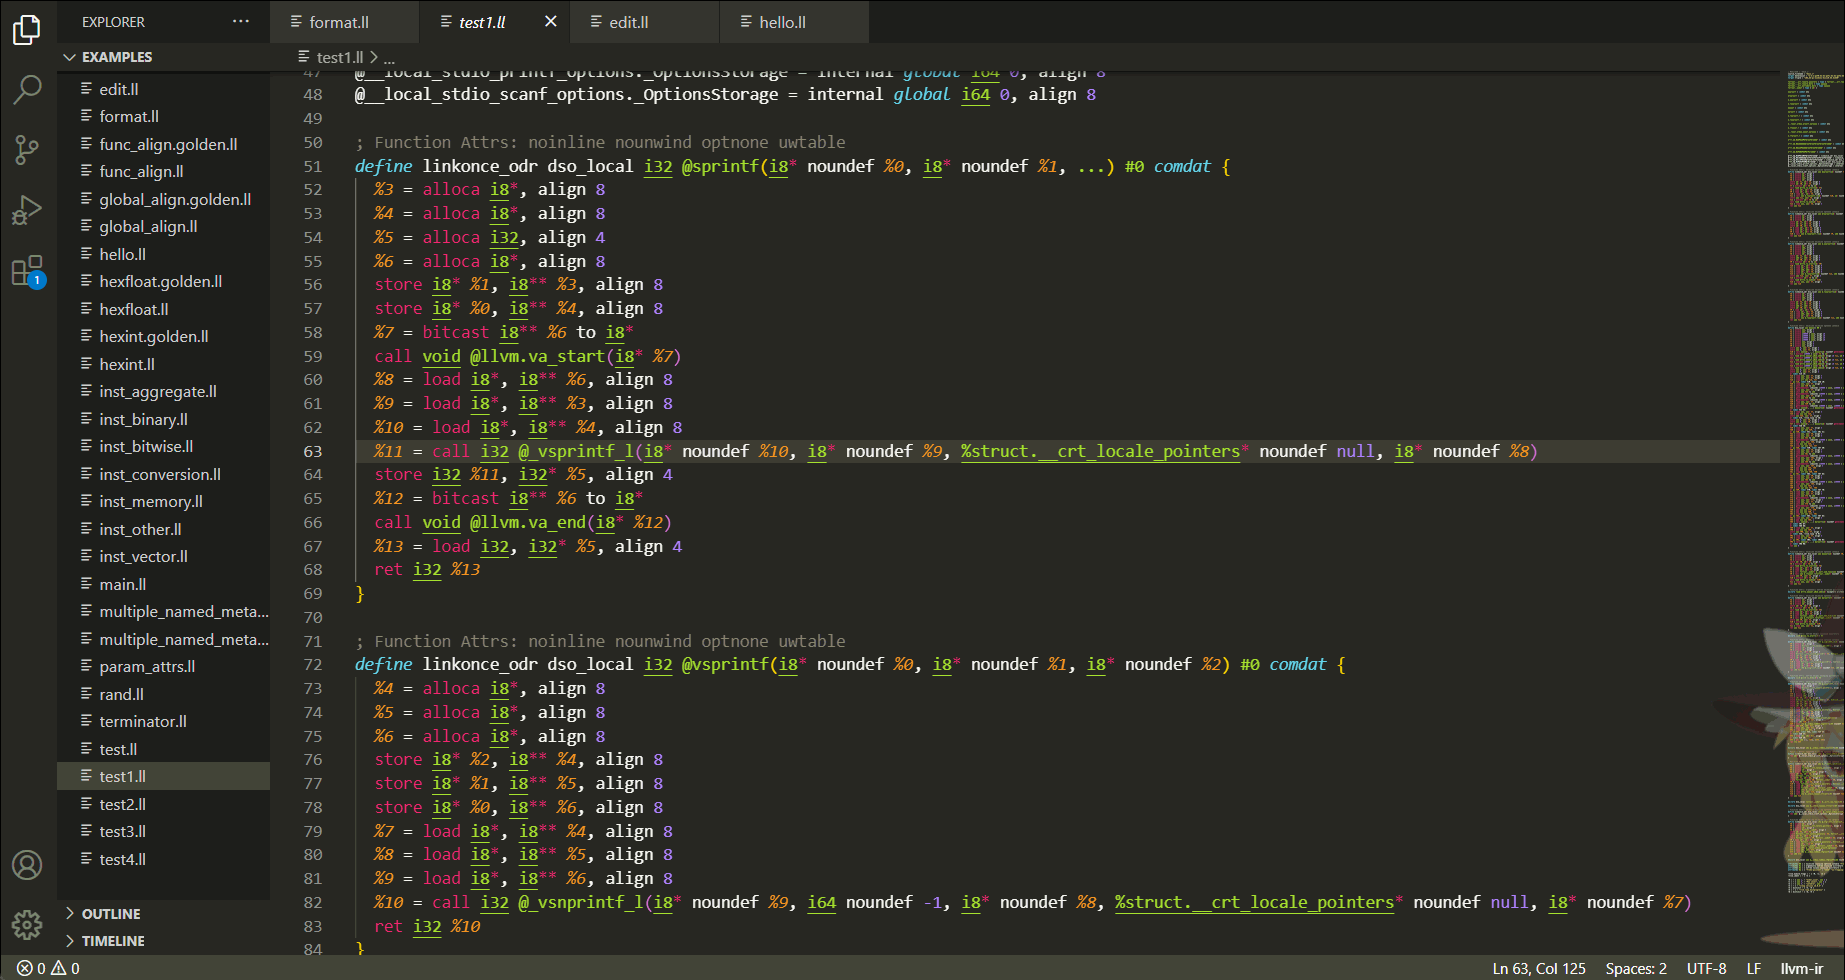 EXPLORER ...
format.ll
test1.ll
edit.ll
hello.ll
EXAMPLES
test1.ll > ...
edit.ll
format.ll
func_align.golden.ll
func_align.ll
global_align.golden.ll
global_align.ll
hello.ll
hexfloat.golden.ll
hexfloat.ll
hexint.golden.ll
hexint.ll
inst_aggregate.ll
inst_binary.ll
inst_bitwise.ll
inst_conversion.ll
inst_memory.ll
inst_other.ll
inst_vector.ll
main.ll
multiple_named_meta...
multiple_named_meta...
param_attrs.ll
rand.ll
terminator.ll
test.ll
test1.ll
test2.ll
test3.ll
test4.ll
OUTLINE
TIMELINE
1
47 @__local_stdio_printf_options._OptionsStorage = internal global i64 0, align 8
48 @__local_stdio_scanf_options._OptionsStorage = internal global i64 0, align 8
49
50 ; Function Attrs: noinline nounwind optnone uwtable
51 define linkonce_odr dso_local i32 @sprintf(i8* noundef %0, i8* noundef %1, ...) #0 comdat {
52 %3 = alloca i8*, align 8
53 %4 = alloca i8*, align 8
54 %5 = alloca i32, align 4
55 %6 = alloca i8*, align 8
56 store i8* %1, i8** %3, align 8
57 store i8* %0, i8** %4, align 8
58 %7 = bitcast i8** %6 to i8*
59 call void @llvm.va_start(i8* %7)
60 %8 = load i8*, i8** %6, align 8
61 %9 = load i8*, i8** %3, align 8
62 %10 = load i8*, i8** %4, align 8
63 %11 = call i32 @_vsprintf_l(i8* noundef %10, i8* noundef %9, %struct.__crt_locale_pointers* noundef null, i8* noundef %8)
64 store i32 %11, i32* %5, align 4
65 %12 = bitcast i8** %6 to i8*
66 call void @llvm.va_end(i8* %12)
67 %13 = load i32, i32* %5, align 4
68 ret i32 %13
69 }
70
71 ; Function Attrs: noinline nounwind optnone uwtable
72 define linkonce_odr dso_local i32 @vsprintf(i8* noundef %0, i8* noundef %1, i8* noundef %2) #0 comdat {
73 %4 = alloca i8*, align 8
74 %5 = alloca i8*, align 8
75 %6 = alloca i8*, align 8
76 store i8* %2, i8** %4, align 8
77 store i8* %1, i8** %5, align 8
78 store i8* %0, i8** %6, align 8
79 %7 = load i8*, i8** %4, align 8
80 %8 = load i8*, i8** %5, align 8
81 %9 = load i8*, i8** %6, align 8
82 %10 = call i32 @_vsnprintf_l(i8* noundef %9, i64 noundef -1, i8* noundef %8, %struct.__crt_locale_pointers* noundef null, i8* noundef %7)
83 ret i32 %10
84 }
0 0
Ln 63, Col 125
Spaces: 2
UTF-8
LF
llvm-ir